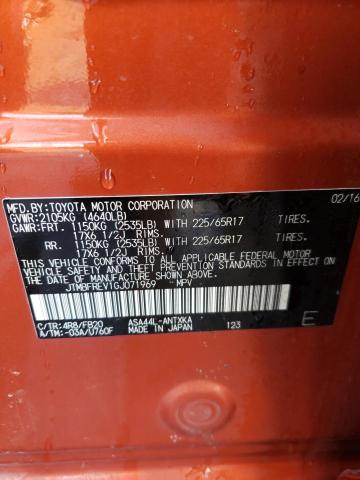 MFD. BY:TOYOTA MOTOR CORPORATION 02/16
GVWR:2105KG (4640LB)
GAWR:FRT. 1150KG (2535LB) WITH 225/65R17 TIRES.
17X6 1/2J RIMS.
RR. 1150KG (2535LB) WITH 225/65R17 TIRES.
17X6 1/2J RIMS.
THIS VEHICLE CONFORMS TO ALL APPLICABLE FEDERAL MOTOR
VEHICLE SAFETY, BUMPER, AND THEFT PREVENTION STANDARDS
IN EFFECT ON THE DATE OF MANUFACTURE SHOWN ABOVE.
JTMBFREV1GJ071969 MPV
C/TR:4R8/FB20 ASA44L-ANTXKA
A/TM:-03A/U760F MADE IN JAPAN 123 E